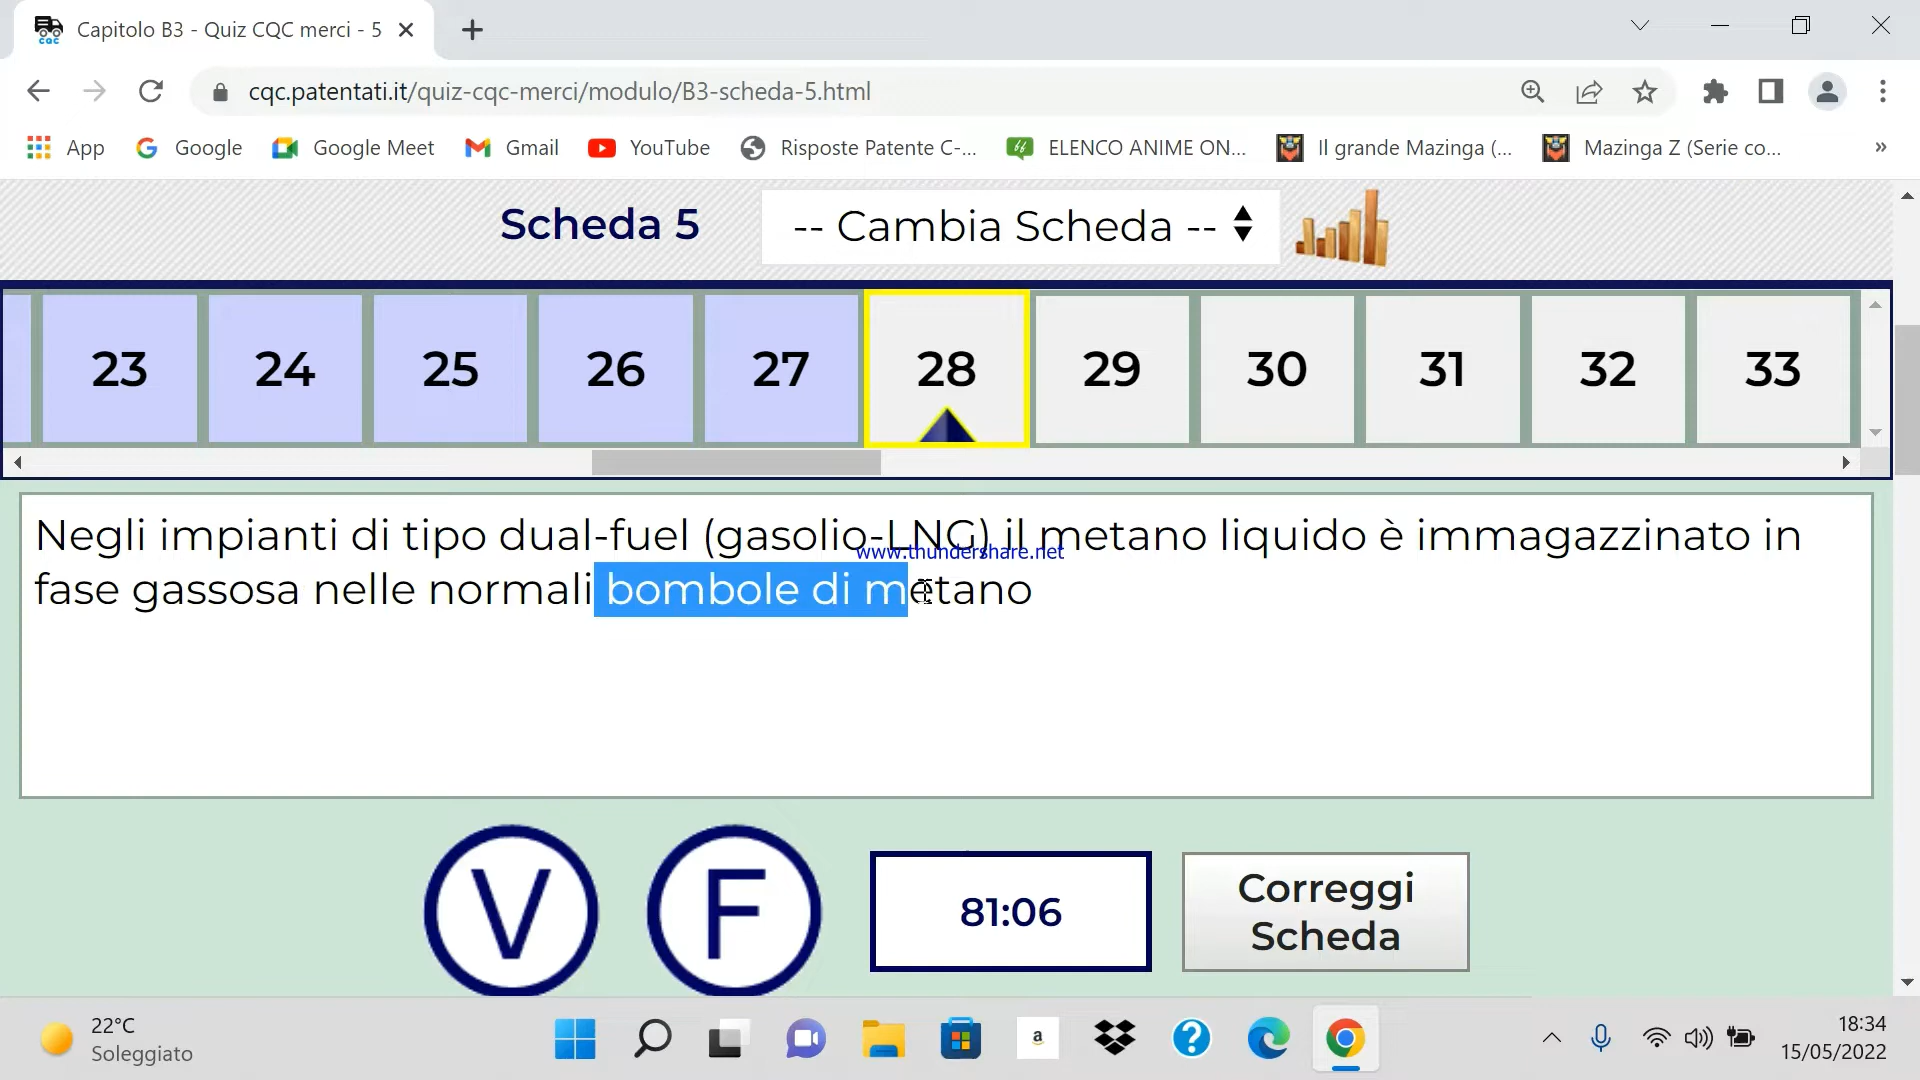 Capitolo B3 - Quiz CQC merci - 5
cqc.patentati.it/quiz-cqc-merci/modulo/B3-scheda-5.html
App
Google
Google Meet
Gmail
YouTube
Risposte Patente C-...
ELENCO ANIME ON...
Il grande Mazinga (...
Mazinga Z (Serie co...
»
Scheda 5
-- Cambia Scheda --
23 24 25 26 27 28 29 30 31 32 33
Negli impianti di tipo dual-fuel (gasolio-LNG) il metano liquido è immagazzinato in
www.thundershare.net
fase gassosa nelle normali bombole di metano
V
F
81:06
Correggi
Scheda
22°C
Soleggiato
18:34
15/05/2022